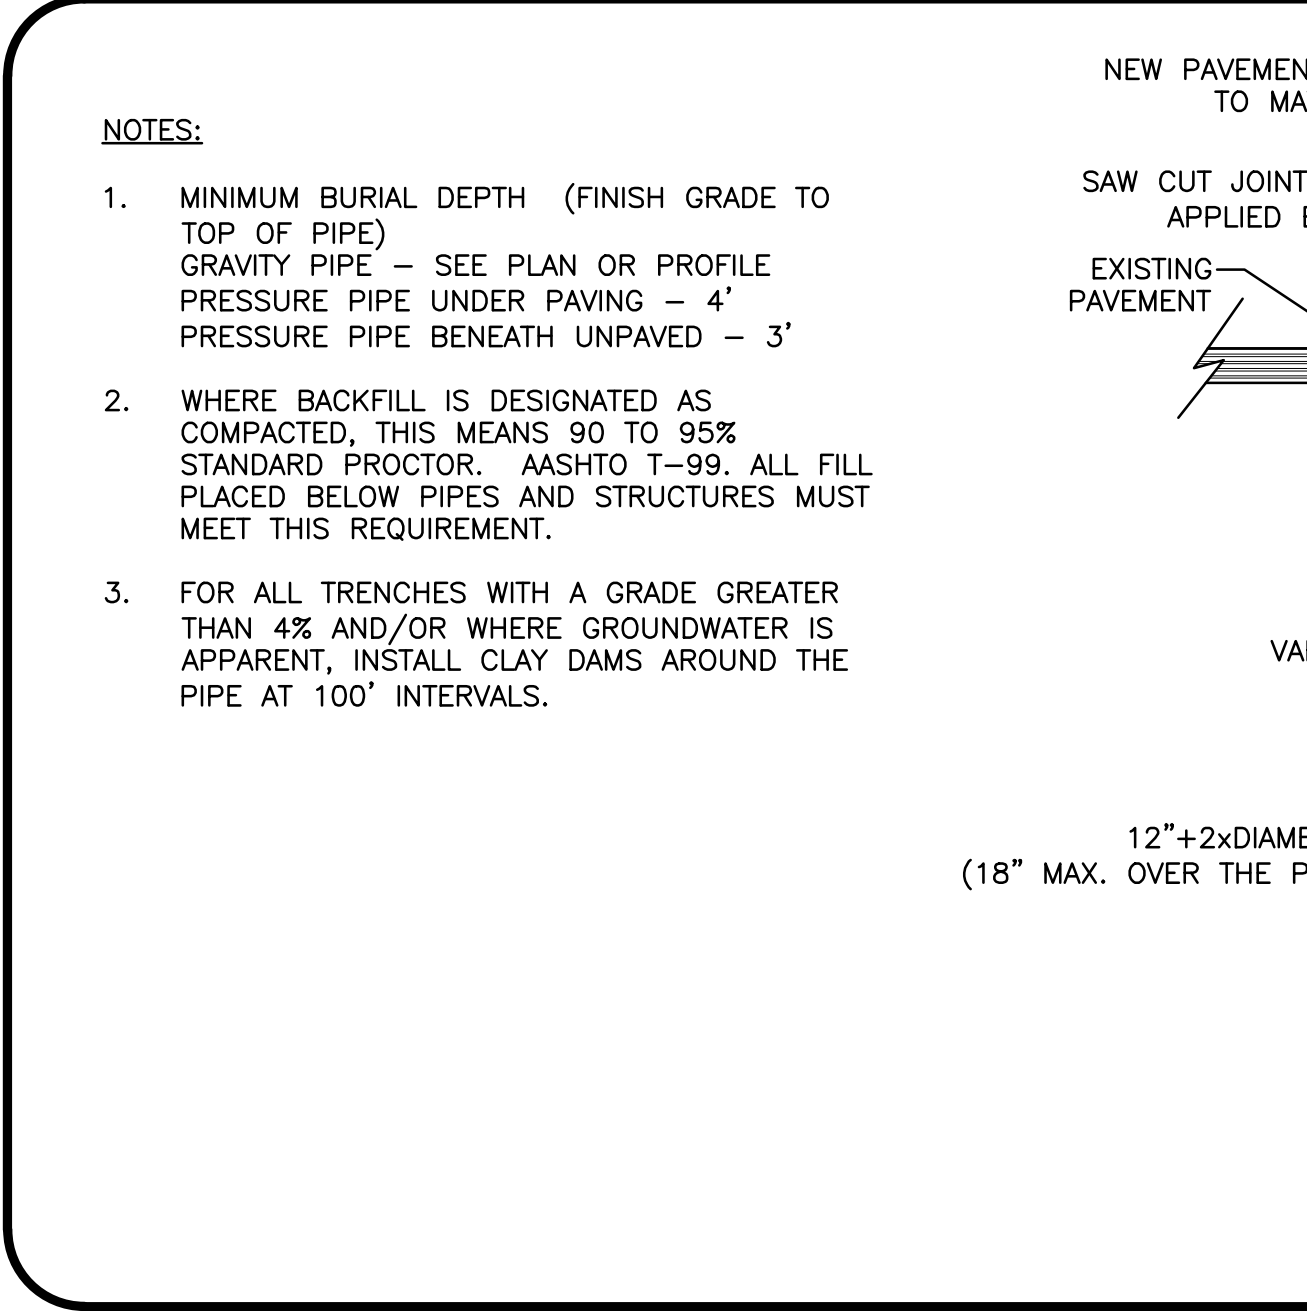 NOTES:
1. MINIMUM BURIAL DEPTH (FINISH GRADE TO
TOP OF PIPE)
GRAVITY PIPE – SEE PLAN OR PROFILE
PRESSURE PIPE UNDER PAVING – 4’
PRESSURE PIPE BENEATH UNPAVED – 3’
2. WHERE BACKFILL IS DESIGNATED AS
COMPACTED, THIS MEANS 90 TO 95%
STANDARD PROCTOR. AASHTO T–99. ALL FILL
PLACED BELOW PIPES AND STRUCTURES MUST
MEET THIS REQUIREMENT.
3. FOR ALL TRENCHES WITH A GRADE GREATER
THAN 4% AND/OR WHERE GROUNDWATER IS
APPARENT, INSTALL CLAY DAMS AROUND THE
PIPE AT 100’ INTERVALS.
NEW
TO
SAW CUT JOINT
APPLIED
EXISTING
PAVEMENT
(18” MAX. OVER THE